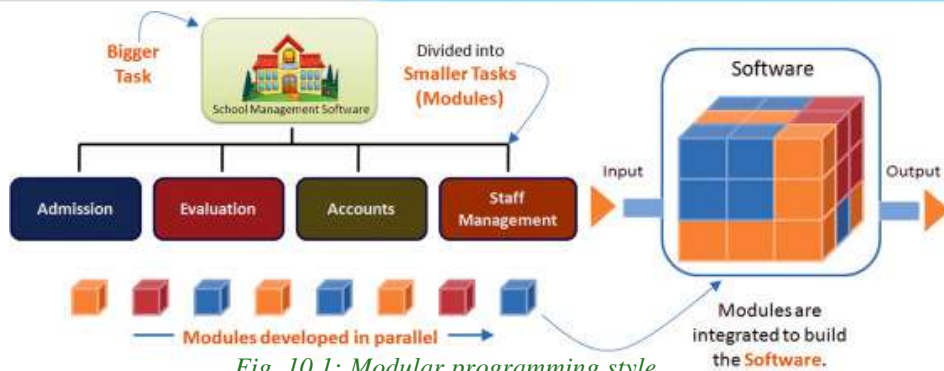 Bigger
Task
School Management Software
Divided into
Smaller Tasks
(Modules)
Admission
Evaluation
Accounts
Staff
Management
Modules developed in parallel
Input
Software
Output
Modules are
integrated to build
the Software.
Fig. 10.1: Modular programming style